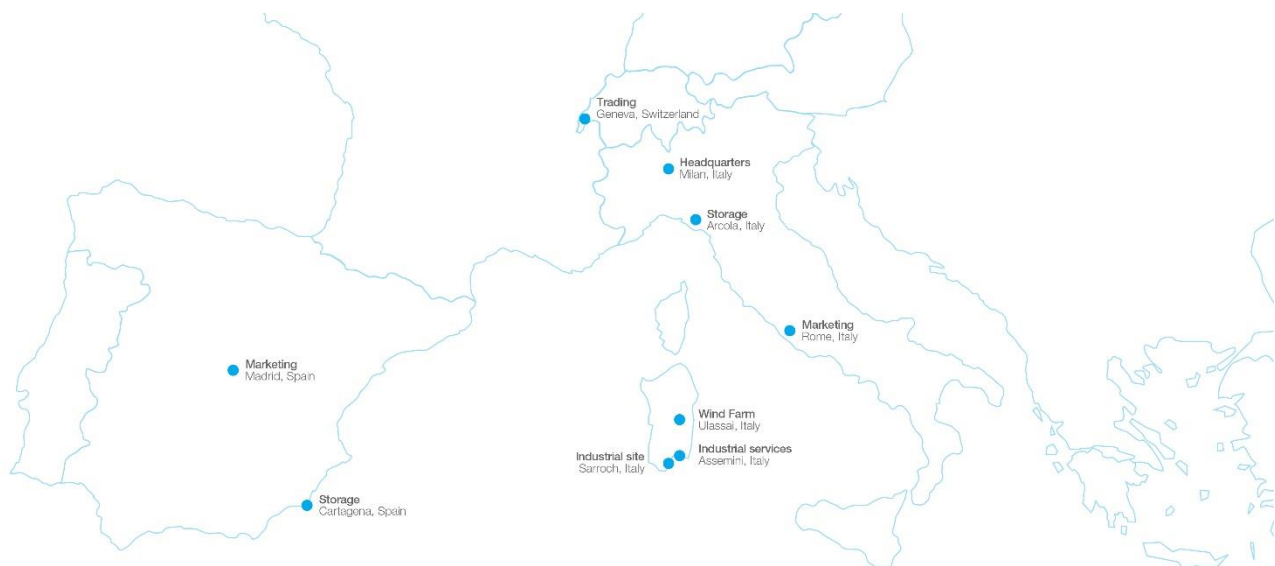 Trading
Geneva, Switzerland
Headquarters
Milan, Italy
Storage
Arcola, Italy
Marketing
Rome, Italy
Marketing
Madrid, Spain
Wind Farm
Ulassai, Italy
Industrial services
Assemini, Italy
Industrial site
Sarroch, Italy
Storage
Cartagena, Spain